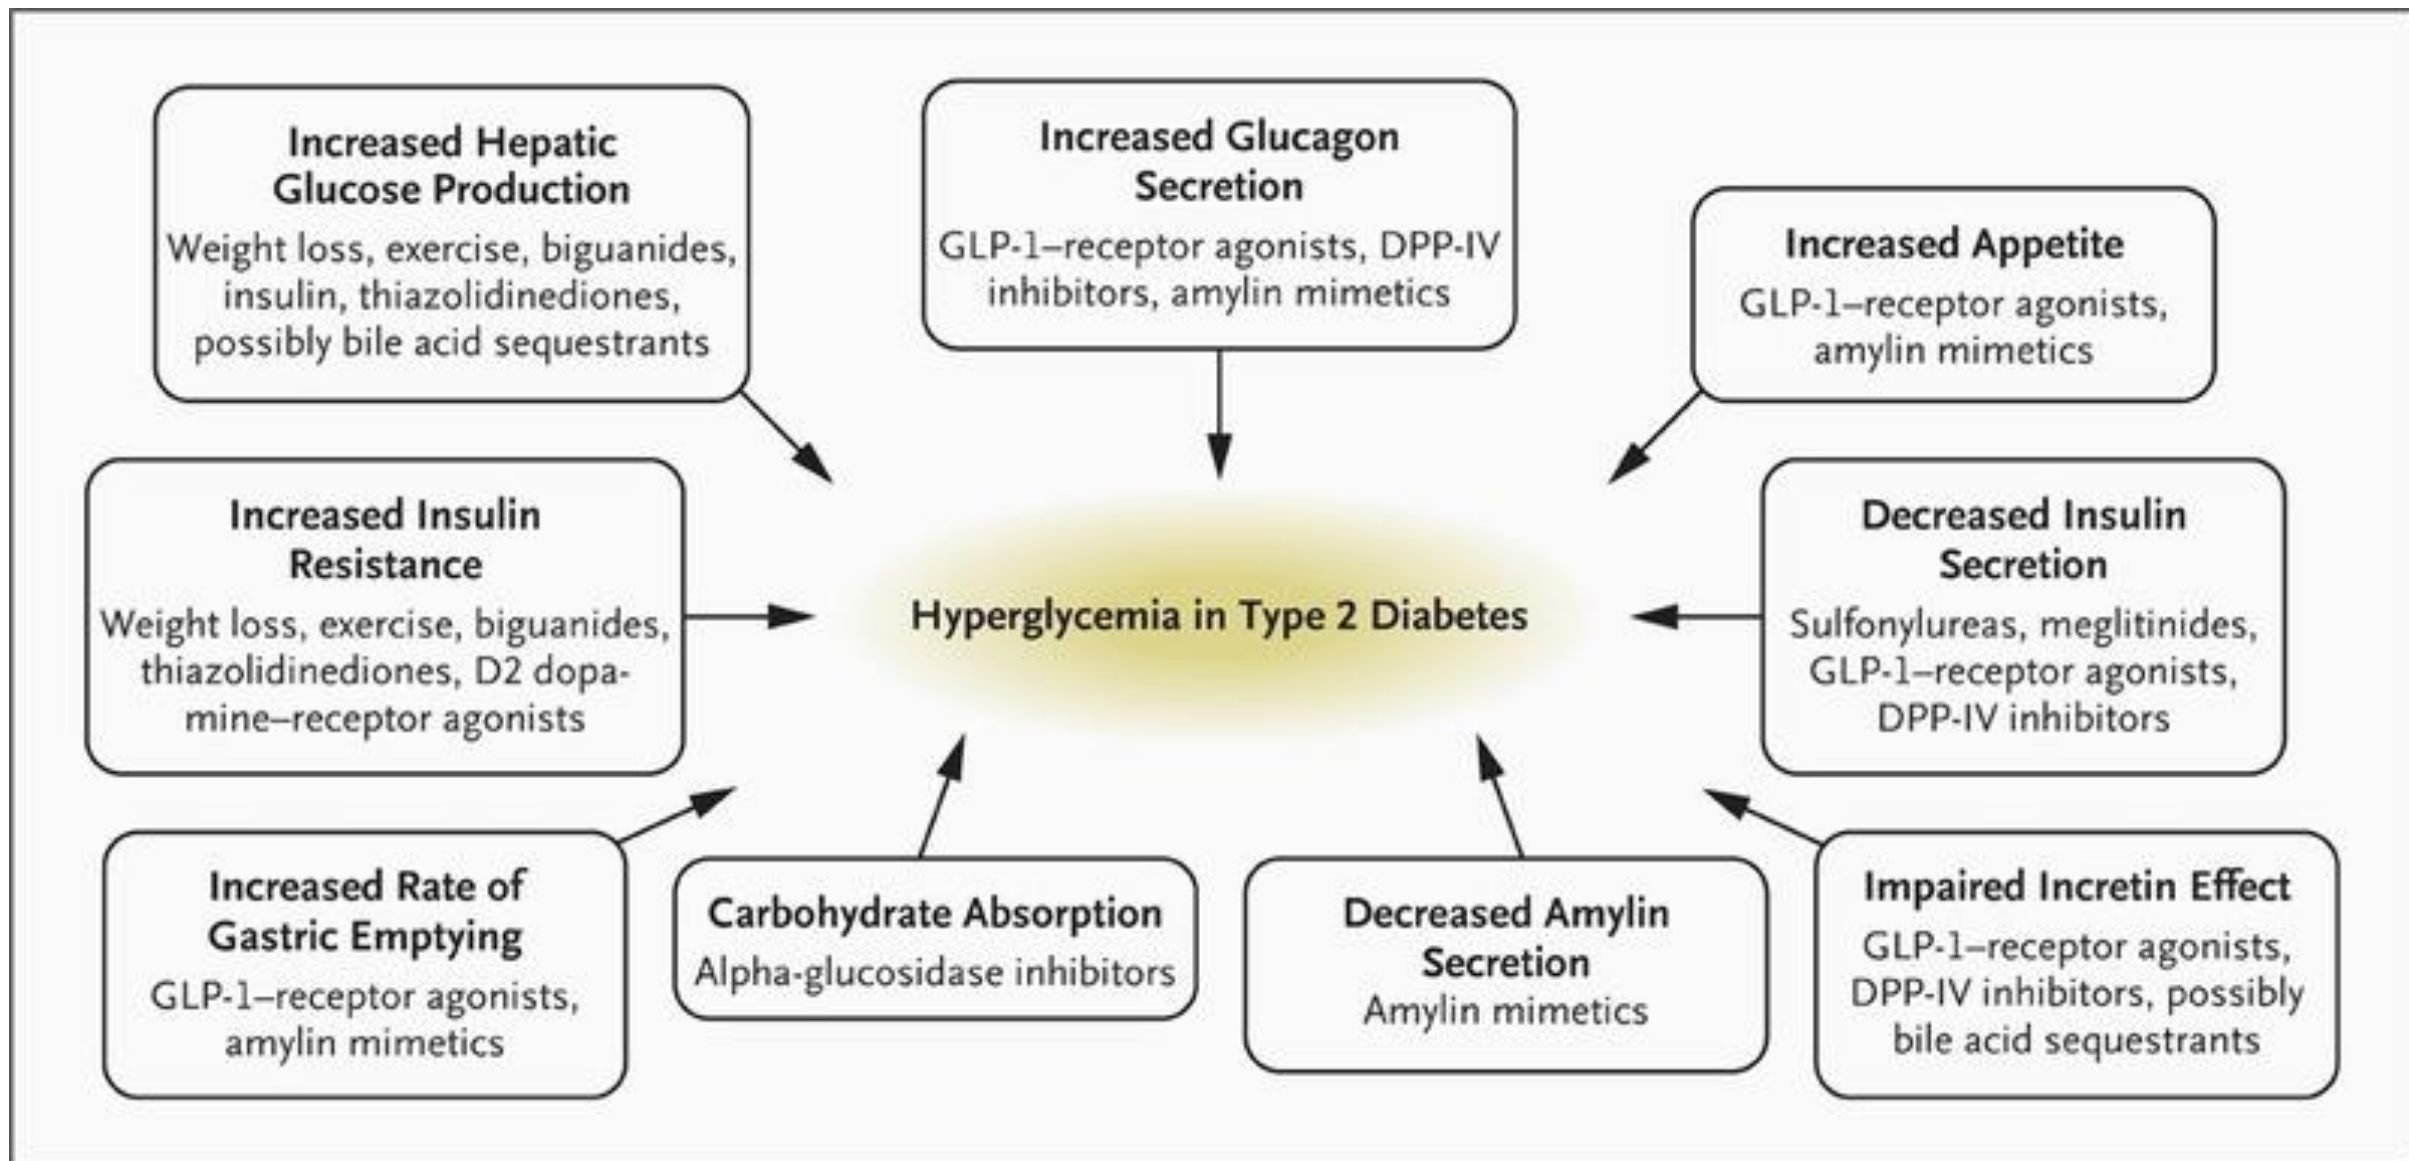 Increased Hepatic
Glucose Production
Weight loss, exercise, biguanides,
insulin, thiazolidinediones,
possibly bile acid sequestrants
Increased Glucagon
Secretion
GLP-1–receptor agonists, DPP-IV
inhibitors, amylin mimetics
Increased Appetite
GLP-1–receptor agonists,
amylin mimetics
Increased Insulin
Resistance
Weight loss, exercise, biguanides,
thiazolidinediones, D2 dopa-
mine–receptor agonists
Hyperglycemia in Type 2 Diabetes
Decreased Insulin
Secretion
Sulfonylureas, meglitinides,
GLP-1–receptor agonists,
DPP-IV inhibitors
Increased Rate of
Gastric Emptying
GLP-1–receptor agonists,
amylin mimetics
Carbohydrate Absorption
Alpha-glucosidase inhibitors
Decreased Amylin
Secretion
Amylin mimetics
Impaired Incretin Effect
GLP-1–receptor agonists,
DPP-IV inhibitors, possibly
bile acid sequestrants